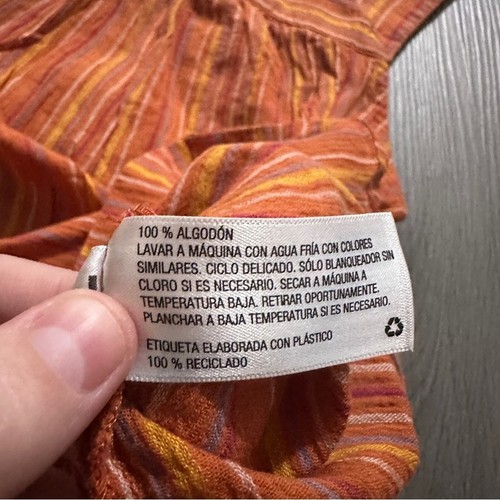 100 % ALGODÓN
LAVAR A MÁQUINA CON AGUA FRÍA CON COLORES
SIMILARES. CICLO DELICADO. SÓLO BLANQUEADOR SIN
CLORO SI ES NECESARIO. SECAR A MÁQUINA A
TEMPERATURA BAJA. RETIRAR OPORTUNAMENTE.
PLANCHAR A BAJA TEMPERATURA SI ES NECESARIO.
ETIQUETA ELABORADA CON PLÁSTICO
100 % RECICLADO